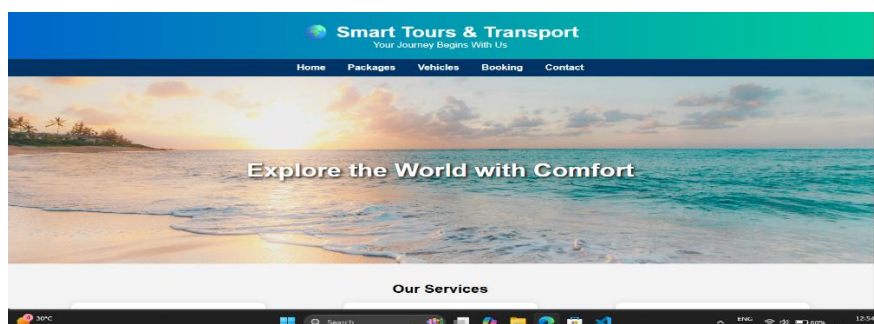 Smart Tours & Transport
Your Journey Begins With Us
Home Packages Vehicles Booking Contact
Explore the World with Comfort
Our Services
30°C Search ENG 60% 12:54